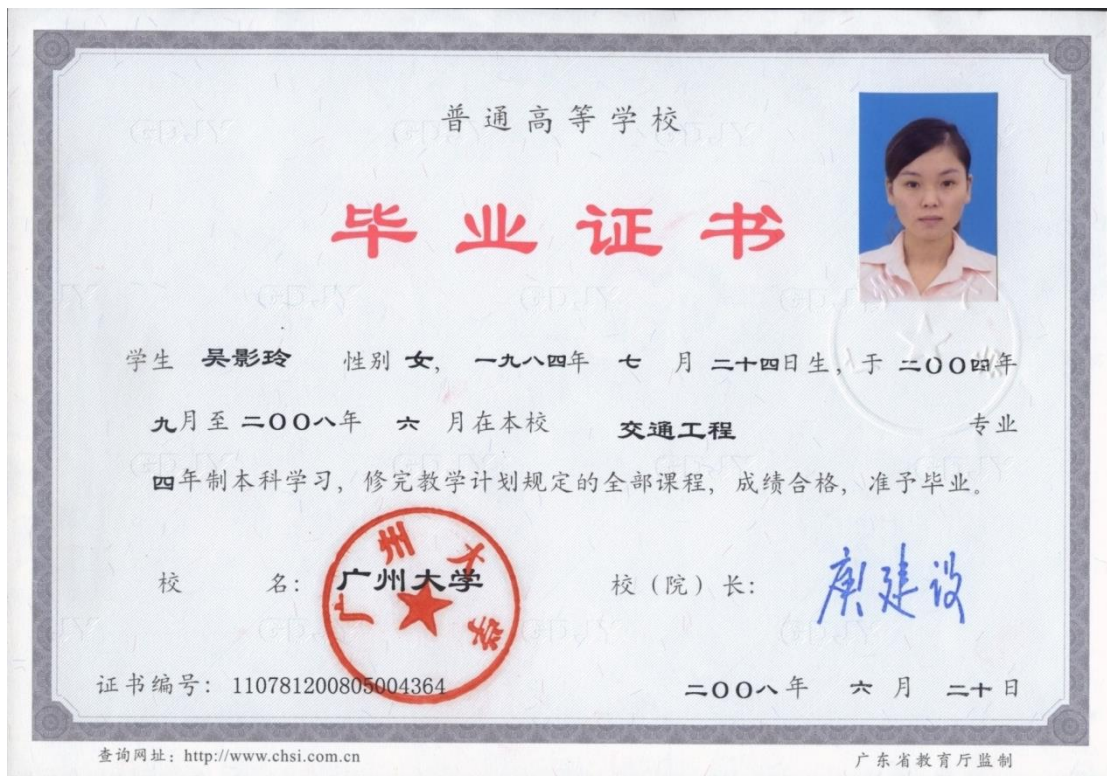 普通高等学校
毕业证书
学生 吴影玲 性别 女，一九八四年 七 月 二十四日生，于 二〇〇四年
九月至 二〇〇八年 六 月在本校 交通工程 专业
四年制本科学习，修完教学计划规定的全部课程，成绩合格，准予毕业。
校 名：广州大学 校（院）长：庾建设
广州大学
证书编号：110781200805004364 二〇〇八年 六 月 二十日
查询网址：http://www.chsi.com.cn 广东省教育厅监制